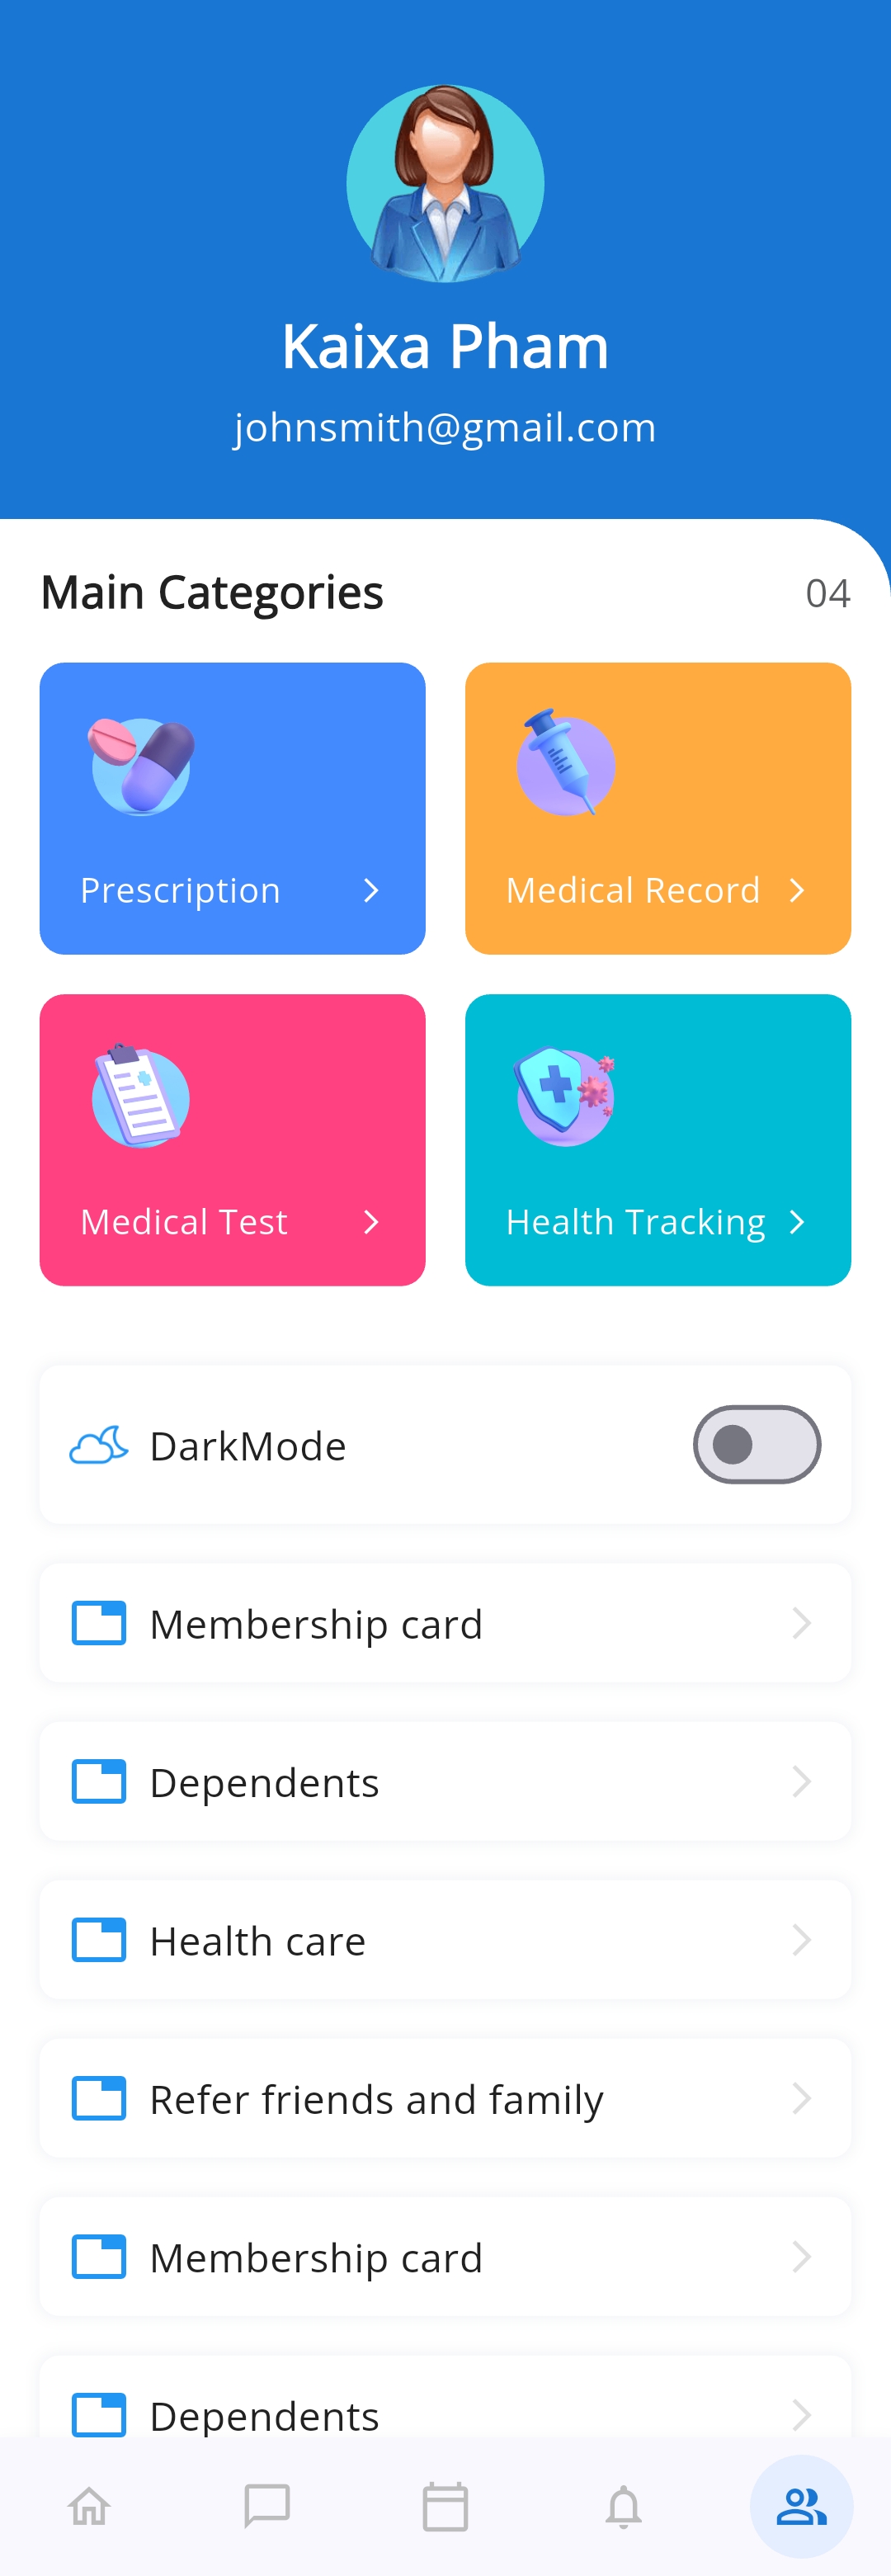 Kaixa Pham
johnsmith@gmail.com
Main Categories 04
Prescription
Medical Record
Medical Test
Health Tracking
DarkMode
Membership card
Dependents
Health care
Refer friends and family
Membership card
Dependents